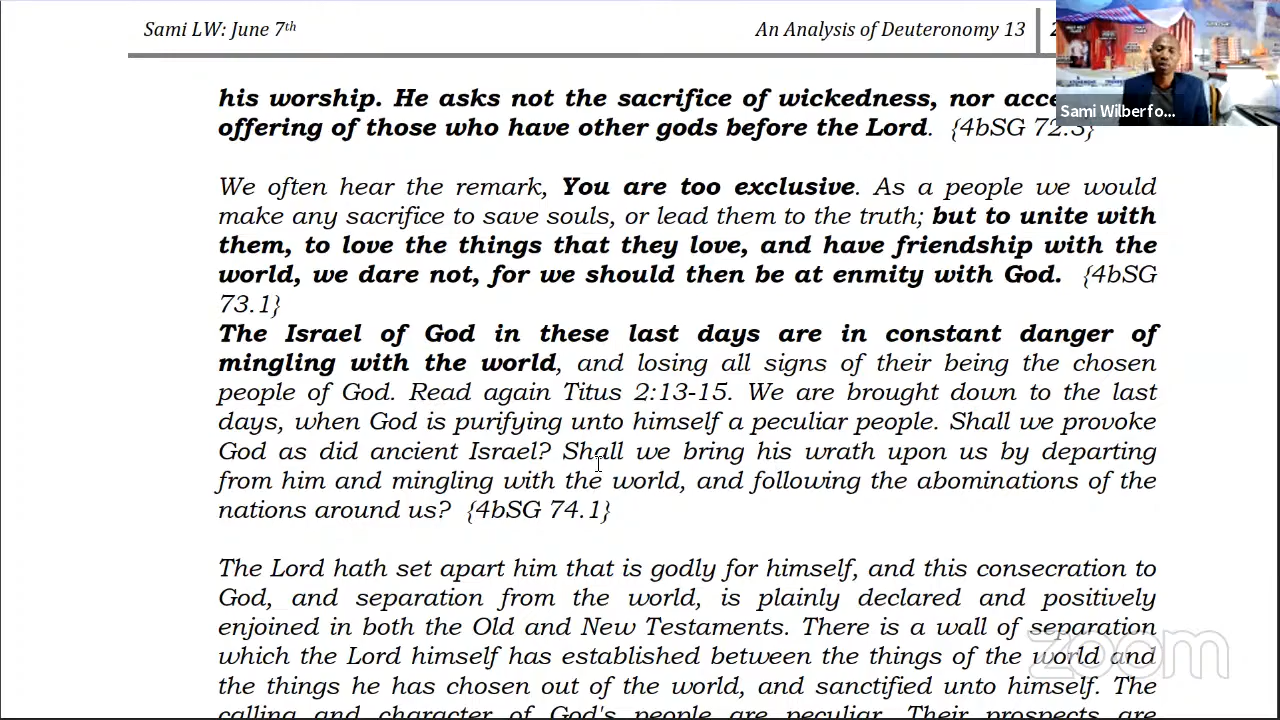 Sami LW: June 7th
An Analysis of Deuteronomy 13
Sami Wilberfo...
his worship. He asks not the sacrifice of wickedness, nor acce
offering of those who have other gods before the Lord. {4bSG 72.3}
We often hear the remark, You are too exclusive. As a people we would
make any sacrifice to save souls, or lead them to the truth; but to unite with
them, to love the things that they love, and have friendship with the
world, we dare not, for we should then be at enmity with God. {4bSG
73.1}
The Israel of God in these last days are in constant danger of
mingling with the world, and losing all signs of their being the chosen
people of God. Read again Titus 2:13-15. We are brought down to the last
days, when God is purifying unto himself a peculiar people. Shall we provoke
God as did ancient Israel? Shall we bring his wrath upon us by departing
from him and mingling with the world, and following the abominations of the
nations around us? {4bSG 74.1}
The Lord hath set apart him that is godly for himself, and this consecration to
God, and separation from the world, is plainly declared and positively
enjoined in both the Old and New Testaments. There is a wall of separation
which the Lord himself has established between the things of the world and
the things he has chosen out of the world, and sanctified unto himself. The
calling and character of God's people are peculiar. Their prospects are
zoom